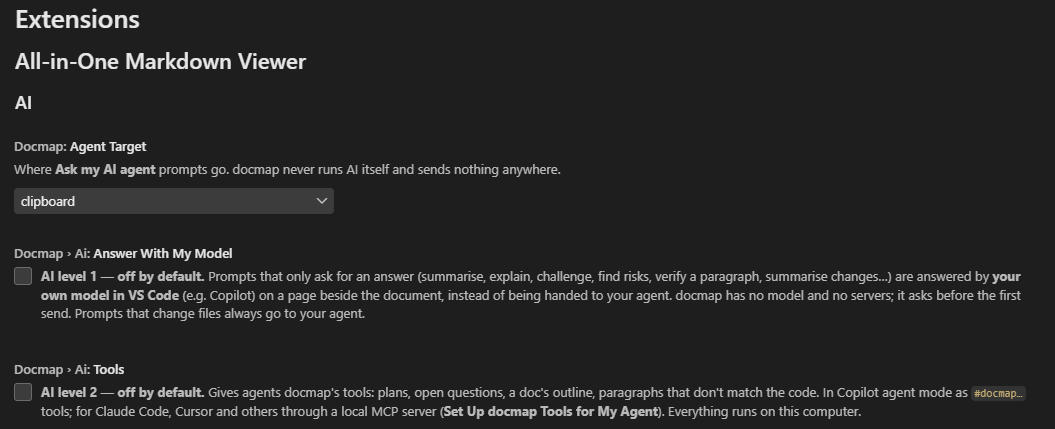 Extensions
All-in-One Markdown Viewer
AI
Docmap: Agent Target
Where Ask my AI agent prompts go. docmap never runs AI itself and sends nothing anywhere.
clipboard
Docmap › Ai: Answer With My Model
AI level 1 — off by default. Prompts that only ask for an answer (summarise, explain, challenge, find risks, verify a paragraph, summarise changes...) are answered by your
own model in VS Code (e.g. Copilot) on a page beside the document, instead of being handed to your agent. docmap has no model and no servers; it asks before the first
send. Prompts that change files always go to your agent.
Docmap › Ai: Tools
AI level 2 — off by default. Gives agents docmap's tools: plans, open questions, a doc's outline, paragraphs that don't match the code. In Copilot agent mode as #docmap…
tools; for Claude Code, Cursor and others through a local MCP server (Set Up docmap Tools for My Agent). Everything runs on this computer.